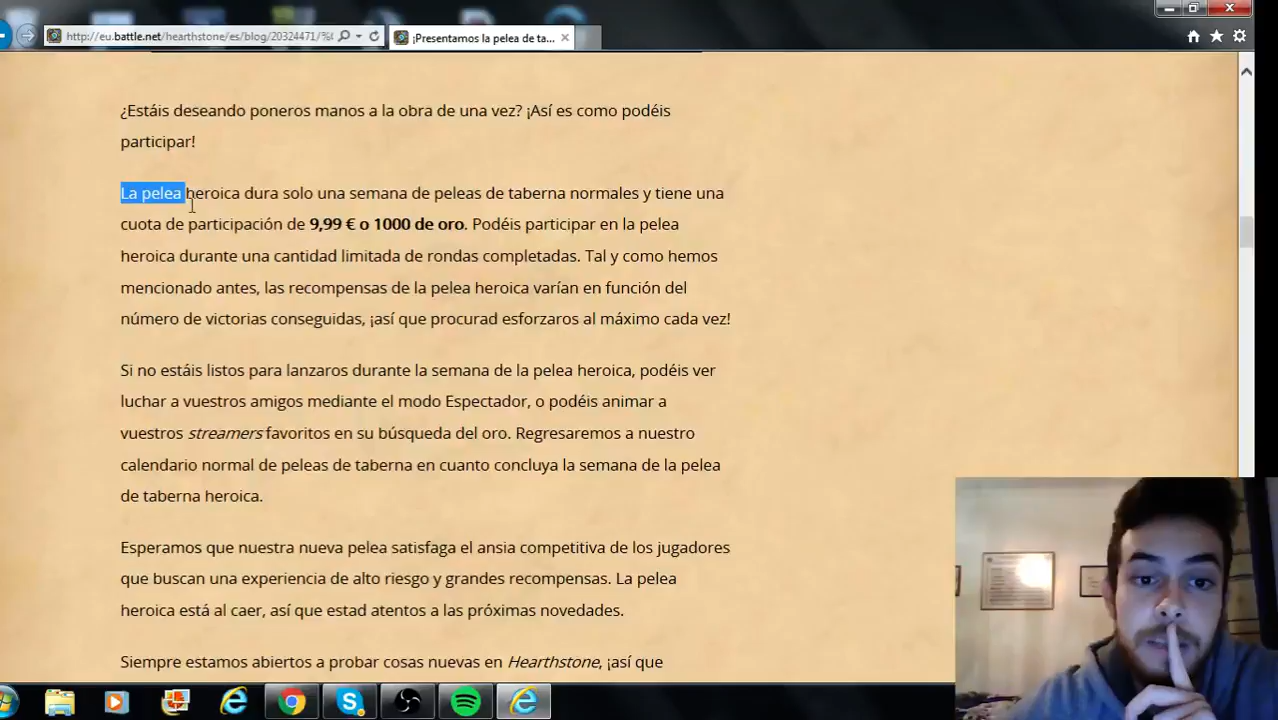 http://eu.battle.net/hearthstone/es/blog/20324471/%
¡Presentamos la pelea de ta...
¿Estáis deseando poneros manos a la obra de una vez? ¡Así es como podéis
participar!
La pelea heroica dura solo una semana de peleas de taberna normales y tiene una
cuota de participación de 9,99 € o 1000 de oro. Podéis participar en la pelea
heroica durante una cantidad limitada de rondas completadas. Tal y como hemos
mencionado antes, las recompensas de la pelea heroica varían en función del
número de victorias conseguidas, ¡así que procurad esforzaros al máximo cada vez!
Si no estáis listos para lanzaros durante la semana de la pelea heroica, podéis ver
luchar a vuestros amigos mediante el modo Espectador, o podéis animar a
vuestros streamers favoritos en su búsqueda del oro. Regresaremos a nuestro
calendario normal de peleas de taberna en cuanto concluya la semana de la pelea
de taberna heroica.
Esperamos que nuestra nueva pelea satisfaga el ansia competitiva de los jugadores
que buscan una experiencia de alto riesgo y grandes recompensas. La pelea
heroica está al caer, así que estad atentos a las próximas novedades.
Siempre estamos abiertos a probar cosas nuevas en Hearthstone, ¡así que